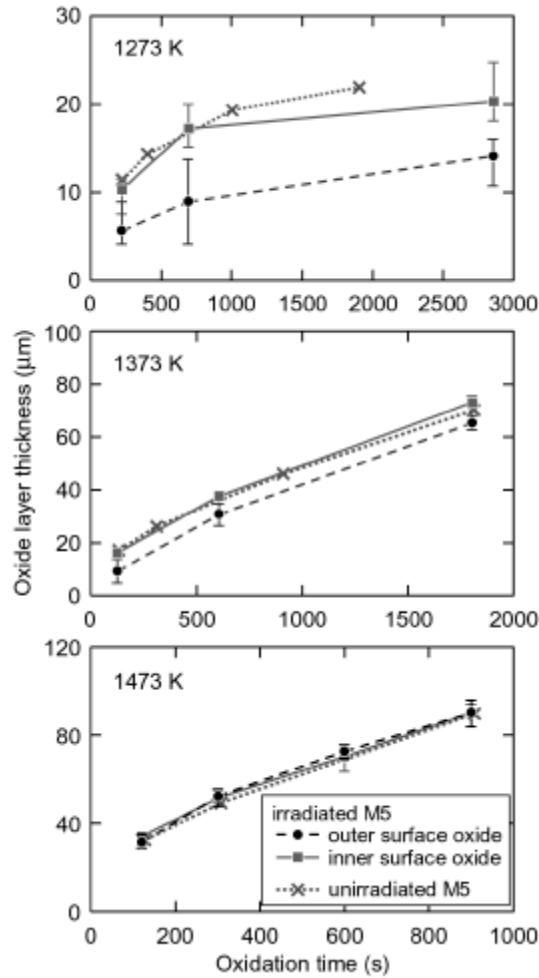 30
1273 K
20
10
0
0 500 1000 1500 2000 2500 3000
Oxide layer thickness (µm)
100
1373 K
80
60
40
20
0
0 500 1000 1500 2000
120
1473 K
80
40
0
irradiated M5
outer surface oxide
inner surface oxide
unirradiated M5
0 200 400 600 800 1000
Oxidation time (s)